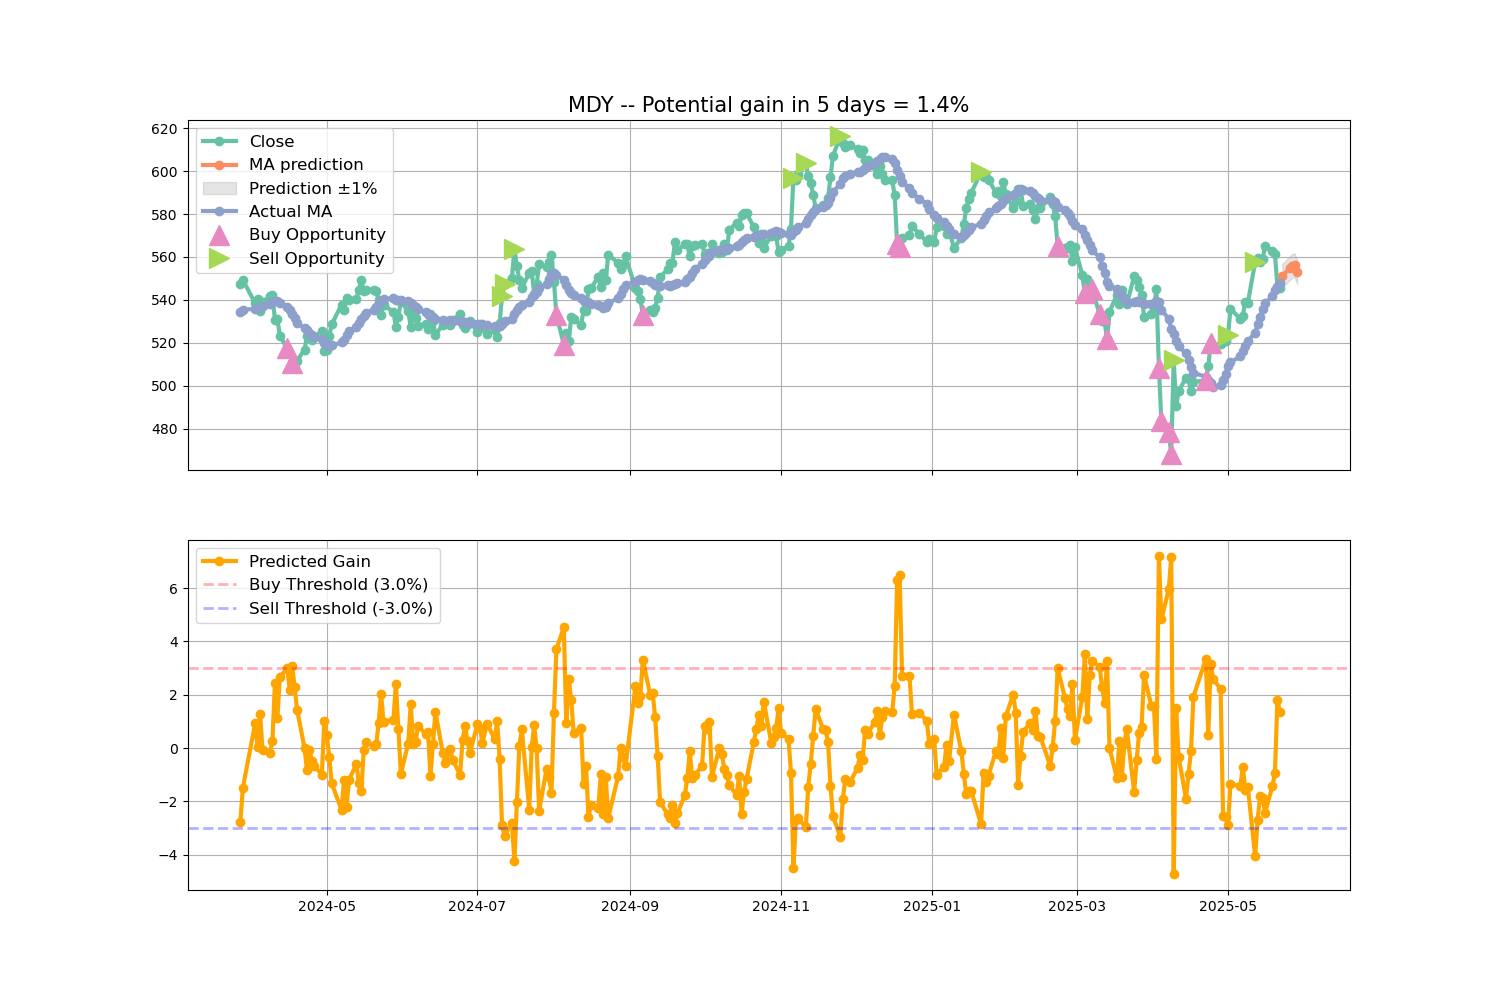 MDY -- Potential gain in 5 days = 1.4%
620
600
580
560
540
520
500
480
Close
MA prediction
Prediction ±1%
Actual MA
Buy Opportunity
Sell Opportunity
6
4
2
0
−2
−4
Predicted Gain
Buy Threshold (3.0%)
Sell Threshold (-3.0%)
2024-05
2024-07
2024-09
2024-11
2025-01
2025-03
2025-05